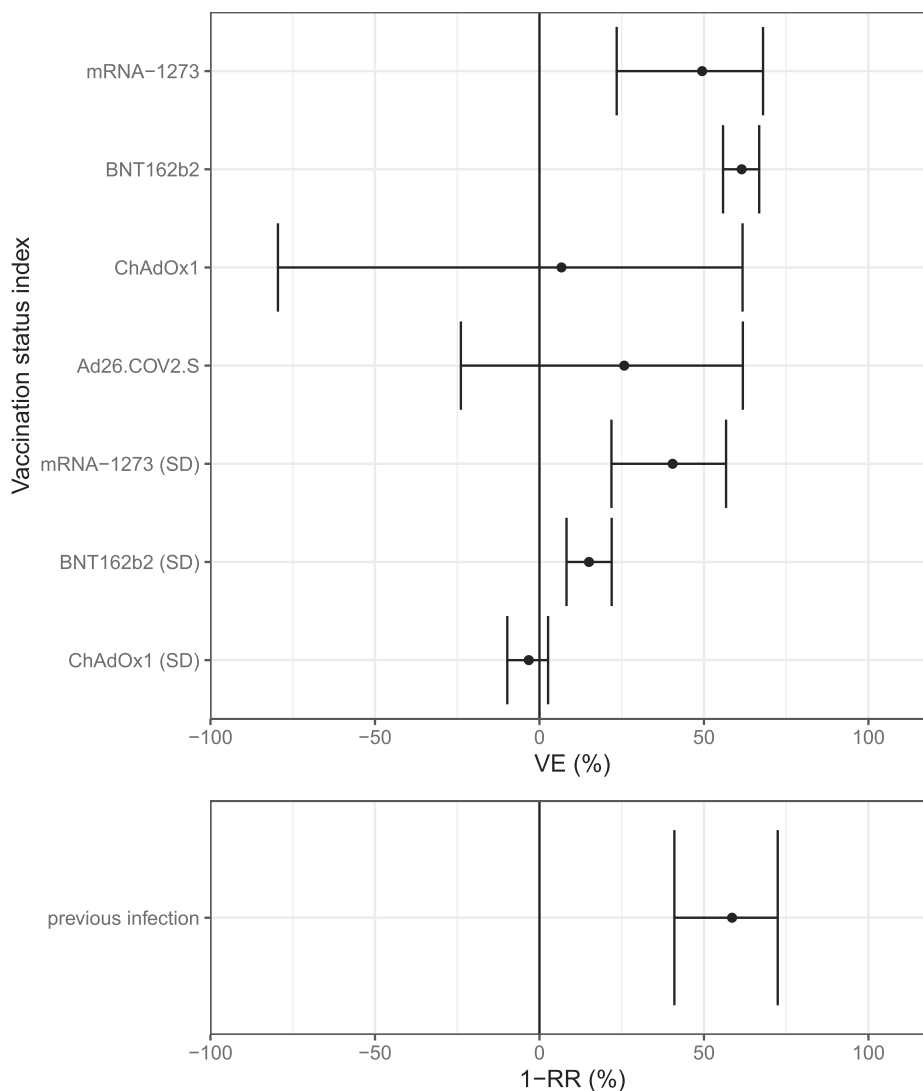 Vaccination status index
mRNA−1273
BNT162b2
ChAdOx1
Ad26.COV2.S
mRNA−1273 (SD)
BNT162b2 (SD)
ChAdOx1 (SD)
−100 −50 0 50 100
VE (%)
previous infection
−100 −50 0 50 100
1−RR (%)